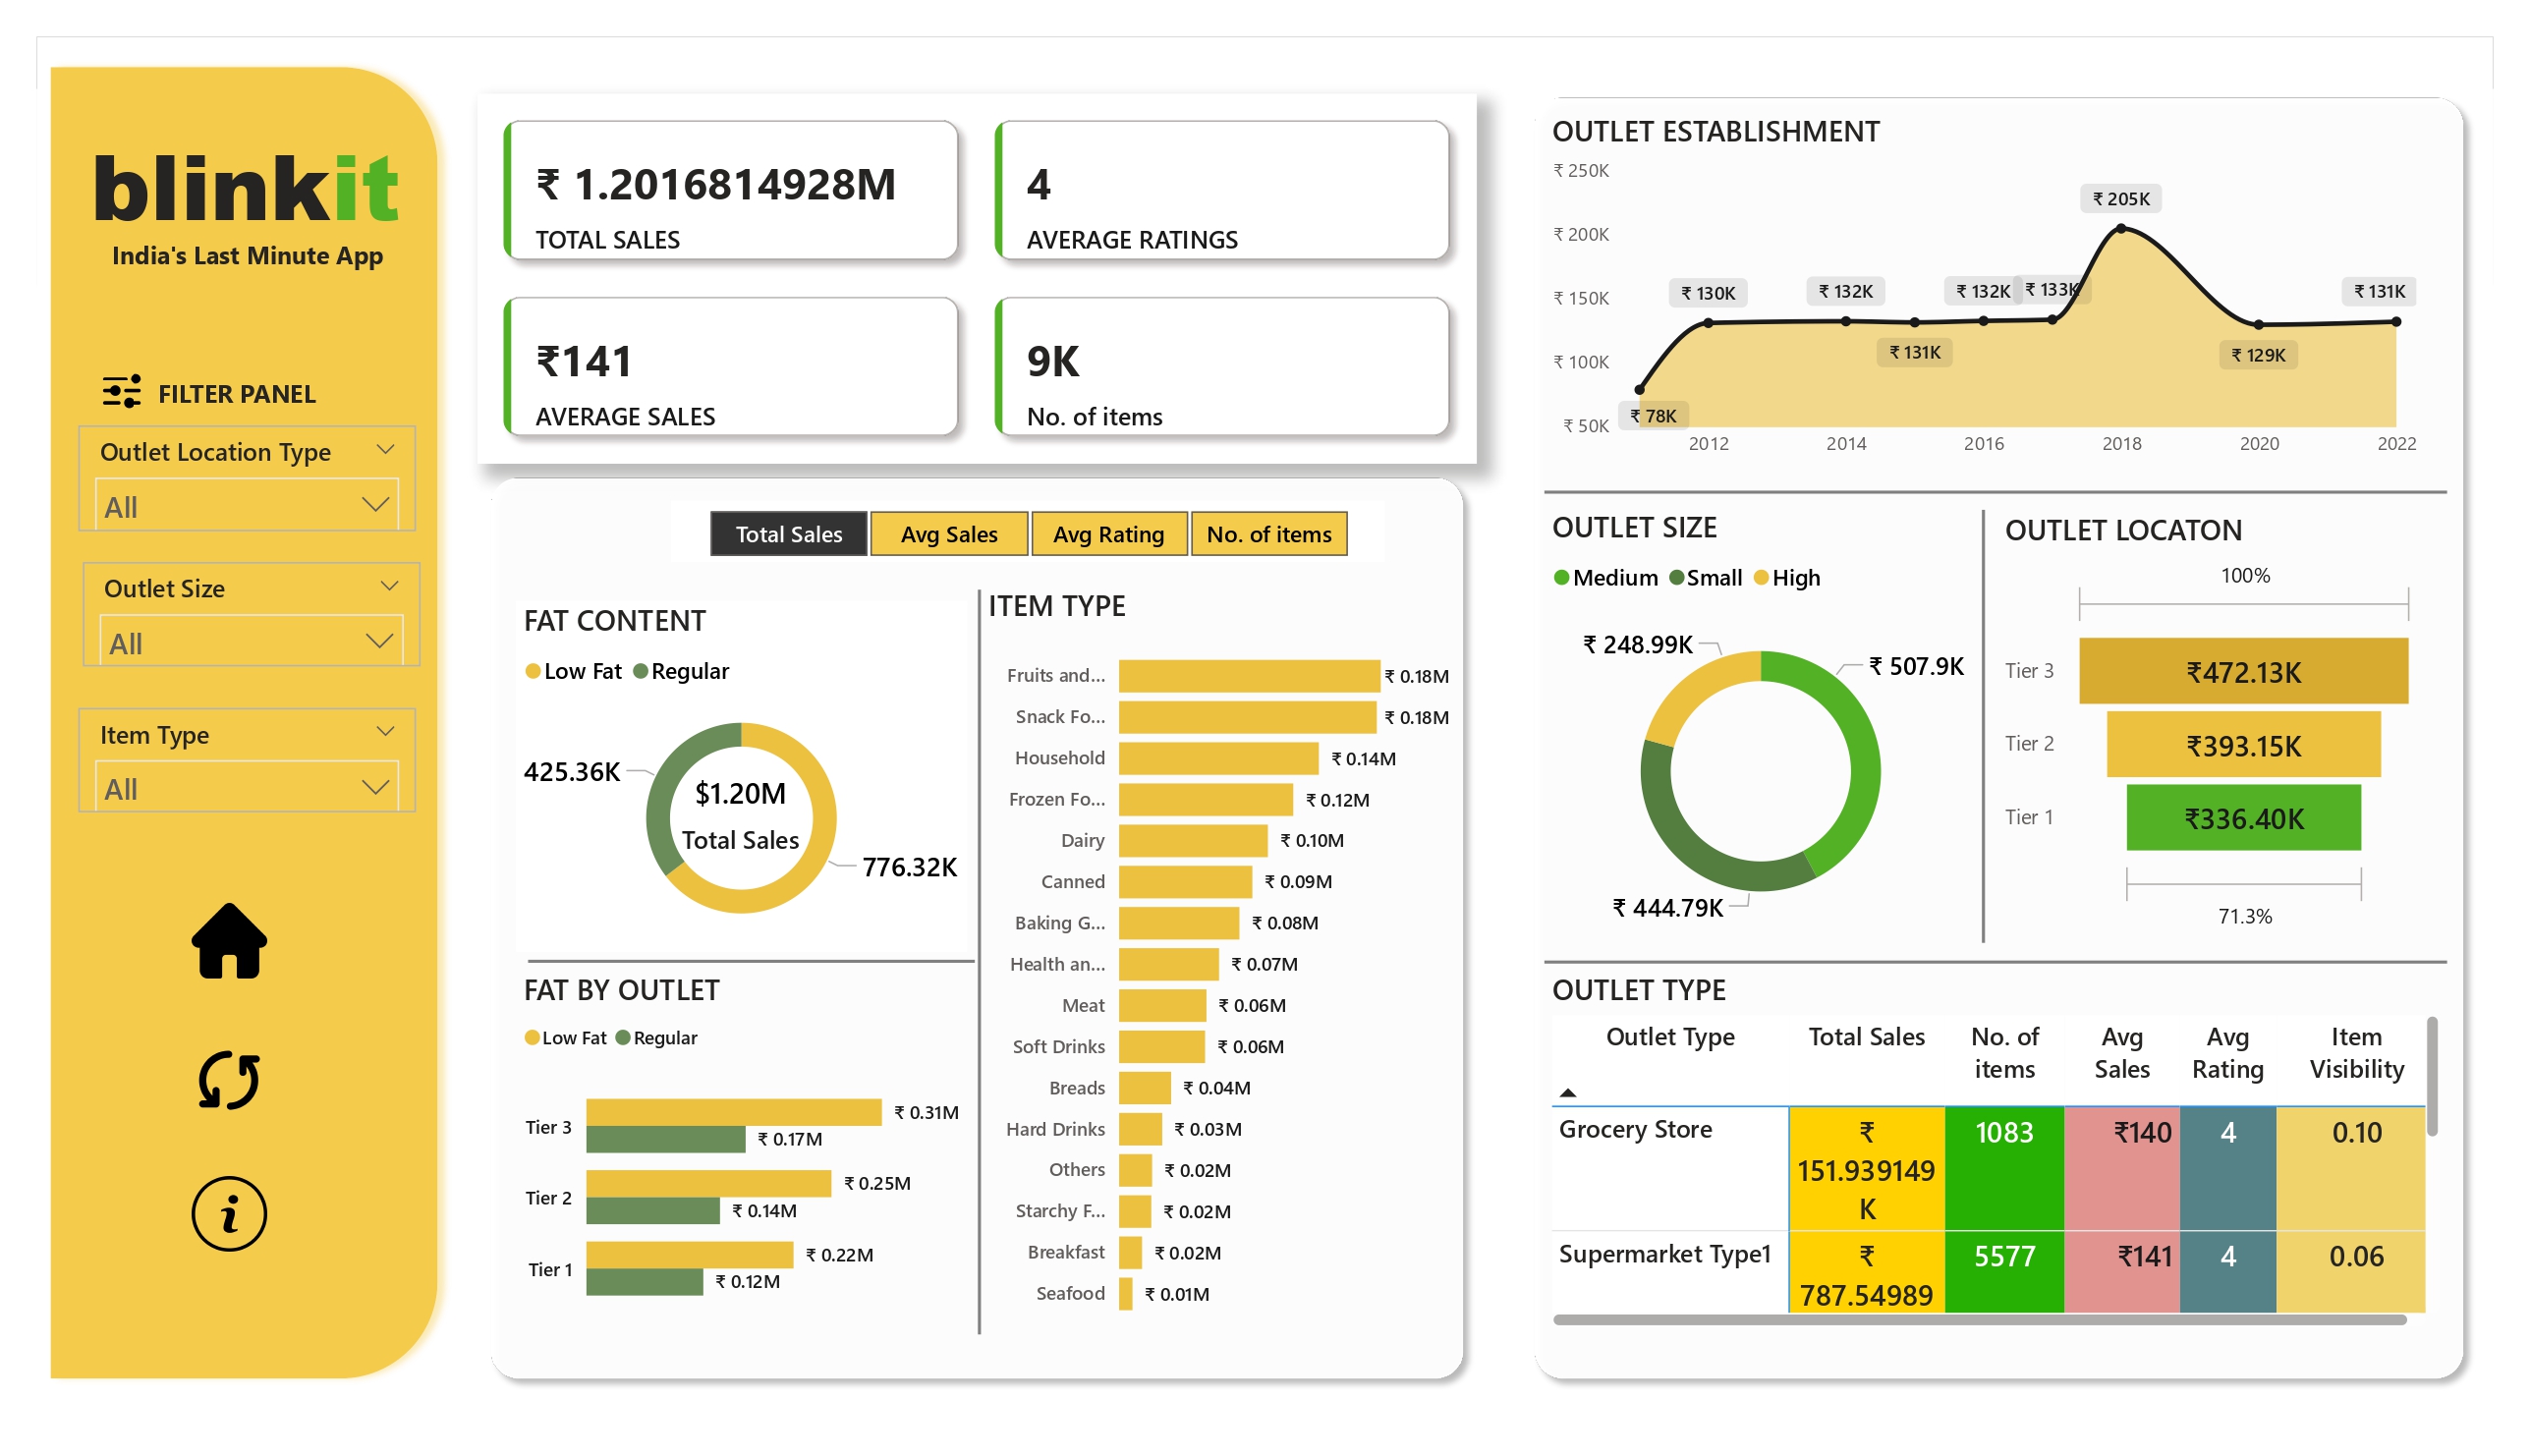 blinkit
India's Last Minute App
FILTER PANEL
Outlet Location Type
All
Outlet Size
All
Item Type
All
₹ 1.2016814928M
TOTAL SALES
4
AVERAGE RATINGS
₹141
AVERAGE SALES
9K
No. of items
Total Sales Avg Sales Avg Rating No. of items
FAT CONTENT
Low Fat Regular
425.36K
$1.20M
Total Sales
776.32K
FAT BY OUTLET
Low Fat Regular
Tier 3 ₹ 0.31M
₹ 0.17M
Tier 2 ₹ 0.25M
₹ 0.14M
Tier 1 ₹ 0.22M
₹ 0.12M
ITEM TYPE
Fruits and... ₹ 0.18M
Snack Fo... ₹ 0.18M
Household ₹ 0.14M
Frozen Fo... ₹ 0.12M
Dairy ₹ 0.10M
Canned ₹ 0.09M
Baking G... ₹ 0.08M
Health an... ₹ 0.07M
Meat ₹ 0.06M
Soft Drinks ₹ 0.06M
Breads ₹ 0.04M
Hard Drinks ₹ 0.03M
Others ₹ 0.02M
Starchy F... ₹ 0.02M
Breakfast ₹ 0.02M
Seafood ₹ 0.01M
OUTLET ESTABLISHMENT
₹ 250K
₹ 200K
₹ 150K
₹ 100K
₹ 50K
₹ 78K
₹ 130K
₹ 132K
₹ 131K
₹ 132K
₹ 133K
₹ 205K
₹ 129K
₹ 131K
2012 2014 2016 2018 2020 2022
OUTLET SIZE
Medium Small High
₹ 248.99K
₹ 507.9K
₹ 444.79K
OUTLET LOCATON
100%
Tier 3 ₹472.13K
Tier 2 ₹393.15K
Tier 1 ₹336.40K
71.3%
OUTLET TYPE
Outlet Type Total Sales No. of items Avg Sales Avg Rating Item Visibility
Grocery Store ₹ 151.939149K 1083 ₹140 4 0.10
Supermarket Type1 ₹ 787.54989 5577 ₹141 4 0.06